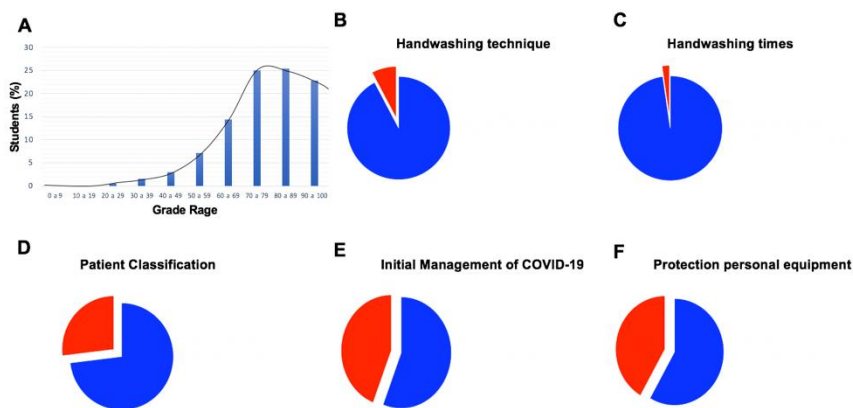 A
30
25
20
15
10
5
0
Students (%)
0 a 9 10 a 19 20 a 29 30 a 39 40 a 49 50 a 59 60 a 69 70 a 79 80 a 89 90 a 100
Grade Rage
B
Handwashing technique
C
Handwashing times
D
Patient Classification
E
Initial Management of COVID-19
F
Protection personal equipment